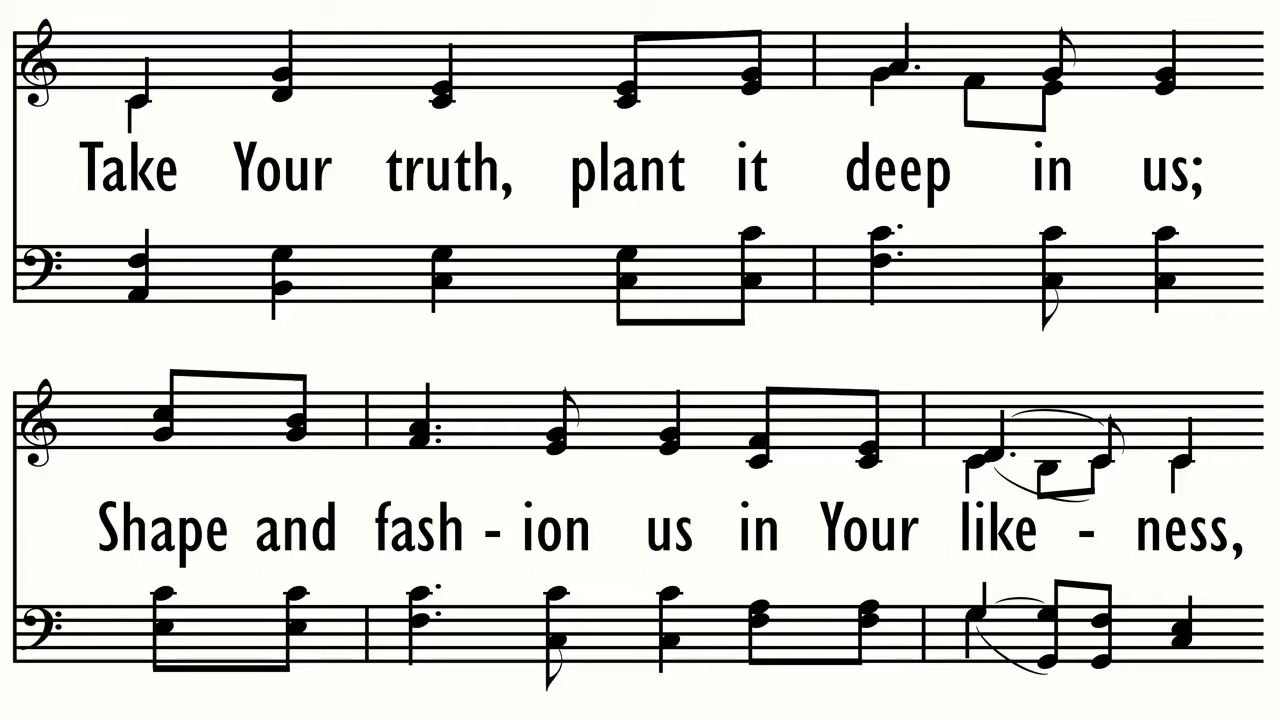 Take Your truth, plant it deep in us;
Shape and fash - ion us in Your like - ness,